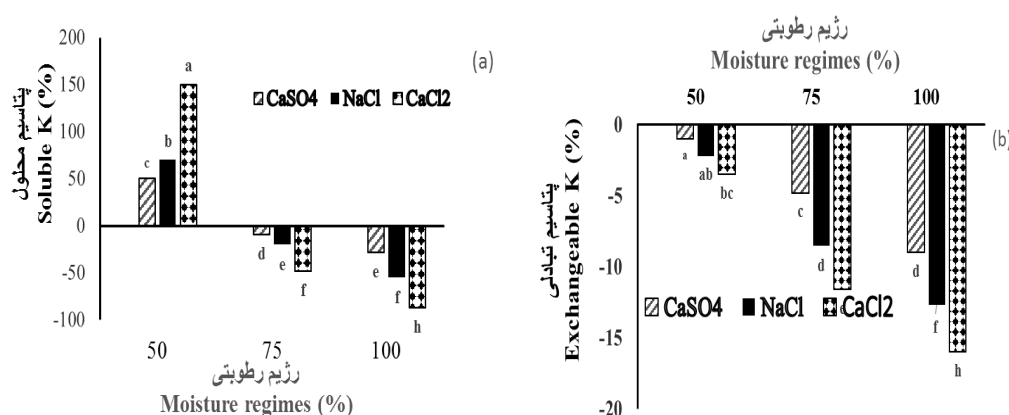 200
150
100
50
0
-50
-100
پتاسیم محلول
Soluble K (%)
(a)
CaSO4 NaCl CaCl2
c b a
d e f
e f h
50 75 100
رژیم رطوبتی
Moisture regimes (%)
رژیم رطوبتی
Moisture regimes (%)
50 75 100
0
-5
-10
-15
-20
پتاسیم تبادلی
Exchangeable K (%)
(b)
a ab bc
c d
d f h
CaSO4 NaCl CaCl2